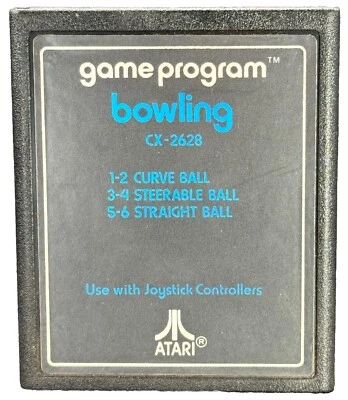 game program™
bowling
CX-2628
1-2 CURVE BALL
3-4 STEERABLE BALL
5-6 STRAIGHT BALL
Use with Joystick Controllers
ATARI®